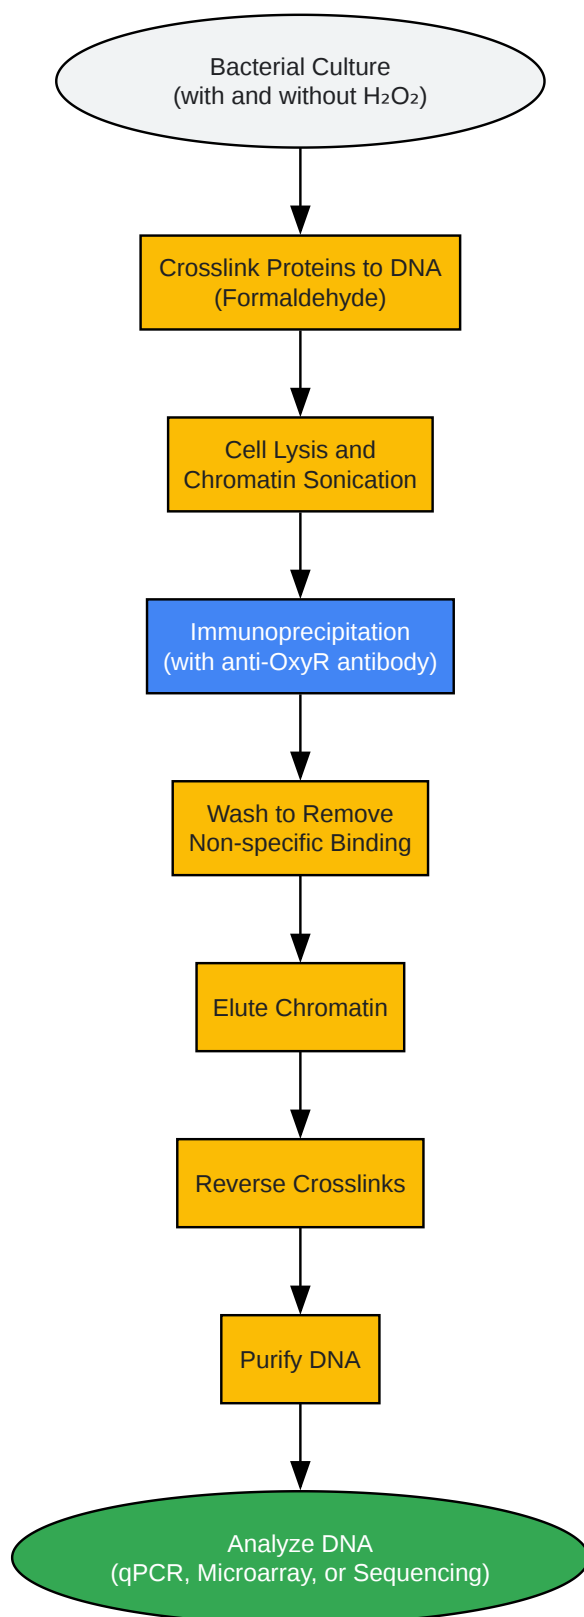 Bacterial Culture
(with and without H₂O₂)
Crosslink Proteins to DNA
(Formaldehyde)
Cell Lysis and
Chromatin Sonication
Immunoprecipitation
(with anti-OxyR antibody)
Wash to Remove
Non-specific Binding
Elute Chromatin
Reverse Crosslinks
Purify DNA
Analyze DNA
(qPCR, Microarray, or Sequencing)